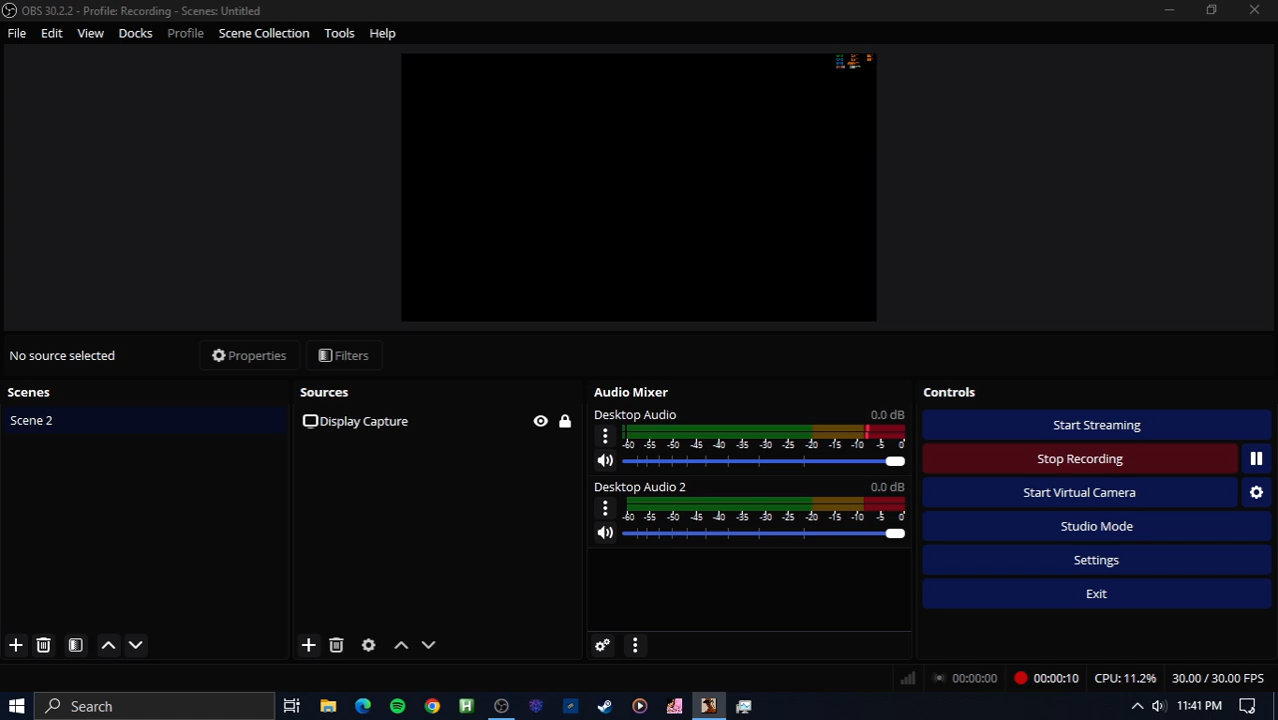 OBS 30.2.2 - Profile: Recording - Scenes: Untitled
File Edit View Docks Profile Scene Collection Tools Help
No source selected Properties Filters
Scenes
Scene 2
Sources
Display Capture
Audio Mixer
Desktop Audio 0.0 dB
-60 -55 -50 -45 -40 -35 -30 -25 -20 -15 -10 -5 0
Desktop Audio 2 0.0 dB
-60 -55 -50 -45 -40 -35 -30 -25 -20 -15 -10 -5 0
Controls
Start Streaming
Stop Recording
Start Virtual Camera
Studio Mode
Settings
Exit
00:00:00 00:00:10 CPU: 11.2% 30.00 / 30.00 FPS
Search 11:41 PM